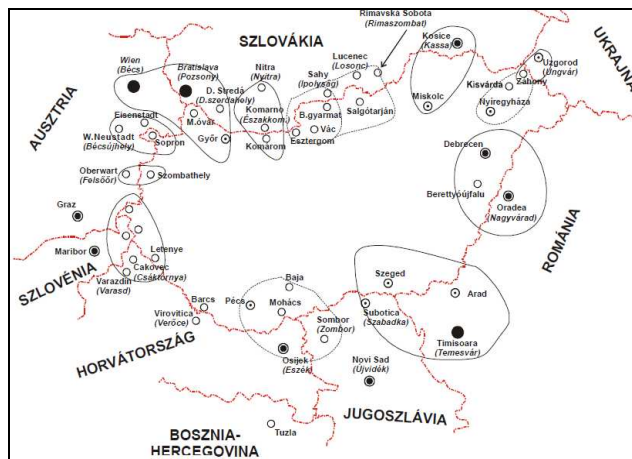 Rimavská Sobota
(Rimaszombat)
SZLOVÁKIA
Kosice
(Kassa)
UKRAJNA
Wien
(Bécs)
Bratislava
(Pozsony)
Nitra
(Nyitra)
Lucenec
(Losonc)
Uzgorod
(Ungvár)
Sahy
(Ipolyság)
Záhony
Kisvárda
D. Streda
(D.szerdahely)
AUSZTRIA
Miskolc
Nyíregyháza
Komarno
(Északkom.)
B.gyarmat
Salgótarján
Eisenstadt
M.óvár
Vác
W.Neustadt
(Bécsújhely)
Sopron
Győr
Komárom
Esztergom
Debrecen
Oberwart
(Felsőőr)
Szombathely
Berettyóújfalu
Oradea
(Nagyvárad)
Graz
ROMÁNIA
Maribor
Letenye
SZLOVÉNIA
Cakovec
(Csáktornya)
Varazdin
(Varasd)
Szeged
Baja
Arad
Barcs
Pécs
Mohács
Virovitica
(Verőce)
Subotica
(Szabadka)
Sombor
(Zombor)
Timisoara
(Temesvár)
HORVÁTORSZÁG
Osijek
(Eszék)
Novi Sad
(Újvidék)
JUGOSZLÁVIA
BOSZNIA-
HERCEGOVINA
Tuzla